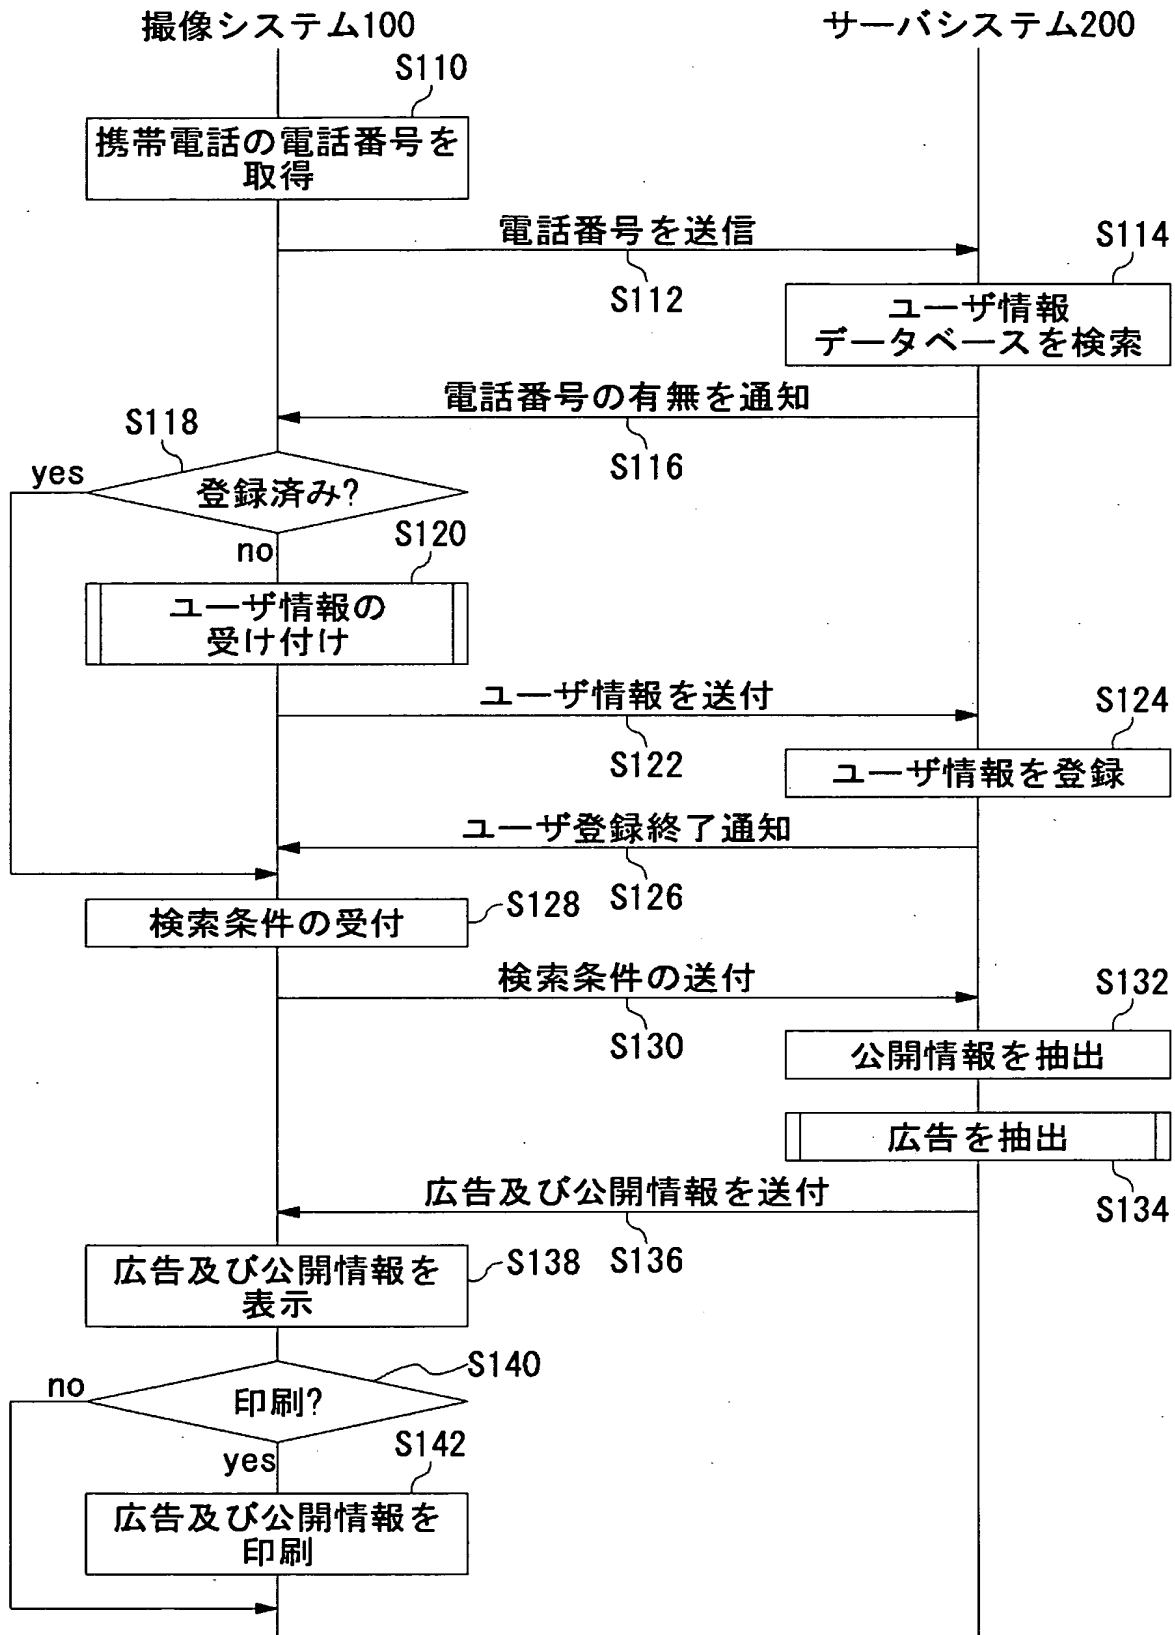 撮像システム100
サーバシステム200
S110
携帯電話の電話番号を
取得
電話番号を送信
S112
S114
ユーザ情報
データベースを検索
電話番号の有無を通知
S116
S118
yes
登録済み?
no
S120
ユーザ情報の
受け付け
ユーザ情報を送付
S122
S124
ユーザ情報を登録
ユーザ登録終了通知
S126
検索条件の受付
S128
検索条件の送付
S130
S132
公開情報を抽出
広告を抽出
S134
広告及び公開情報を送付
S136
広告及び公開情報を
表示
S138
S140
no
印刷?
yes
S142
広告及び公開情報を
印刷